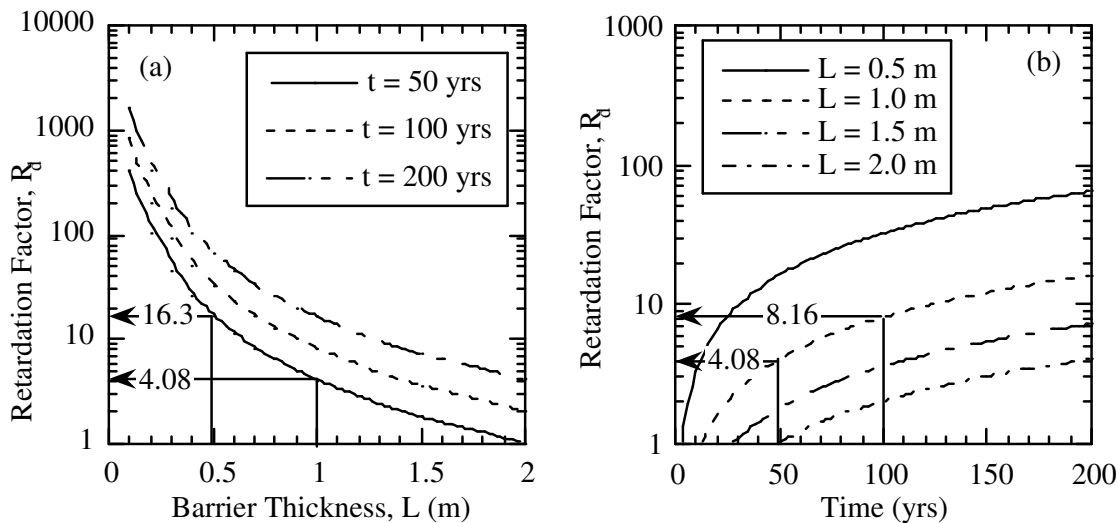 10000
1000
100
10
1
Retardation Factor, R_d
(a)
t = 50 yrs
t = 100 yrs
t = 200 yrs
16.3
4.08
0 0.5 1 1.5 2
Barrier Thickness, L (m)
1000
100
10
1
Retardation Factor, R_d
L = 0.5 m
L = 1.0 m
L = 1.5 m
L = 2.0 m
(b)
8.16
4.08
0 50 100 150 200
Time (yrs)